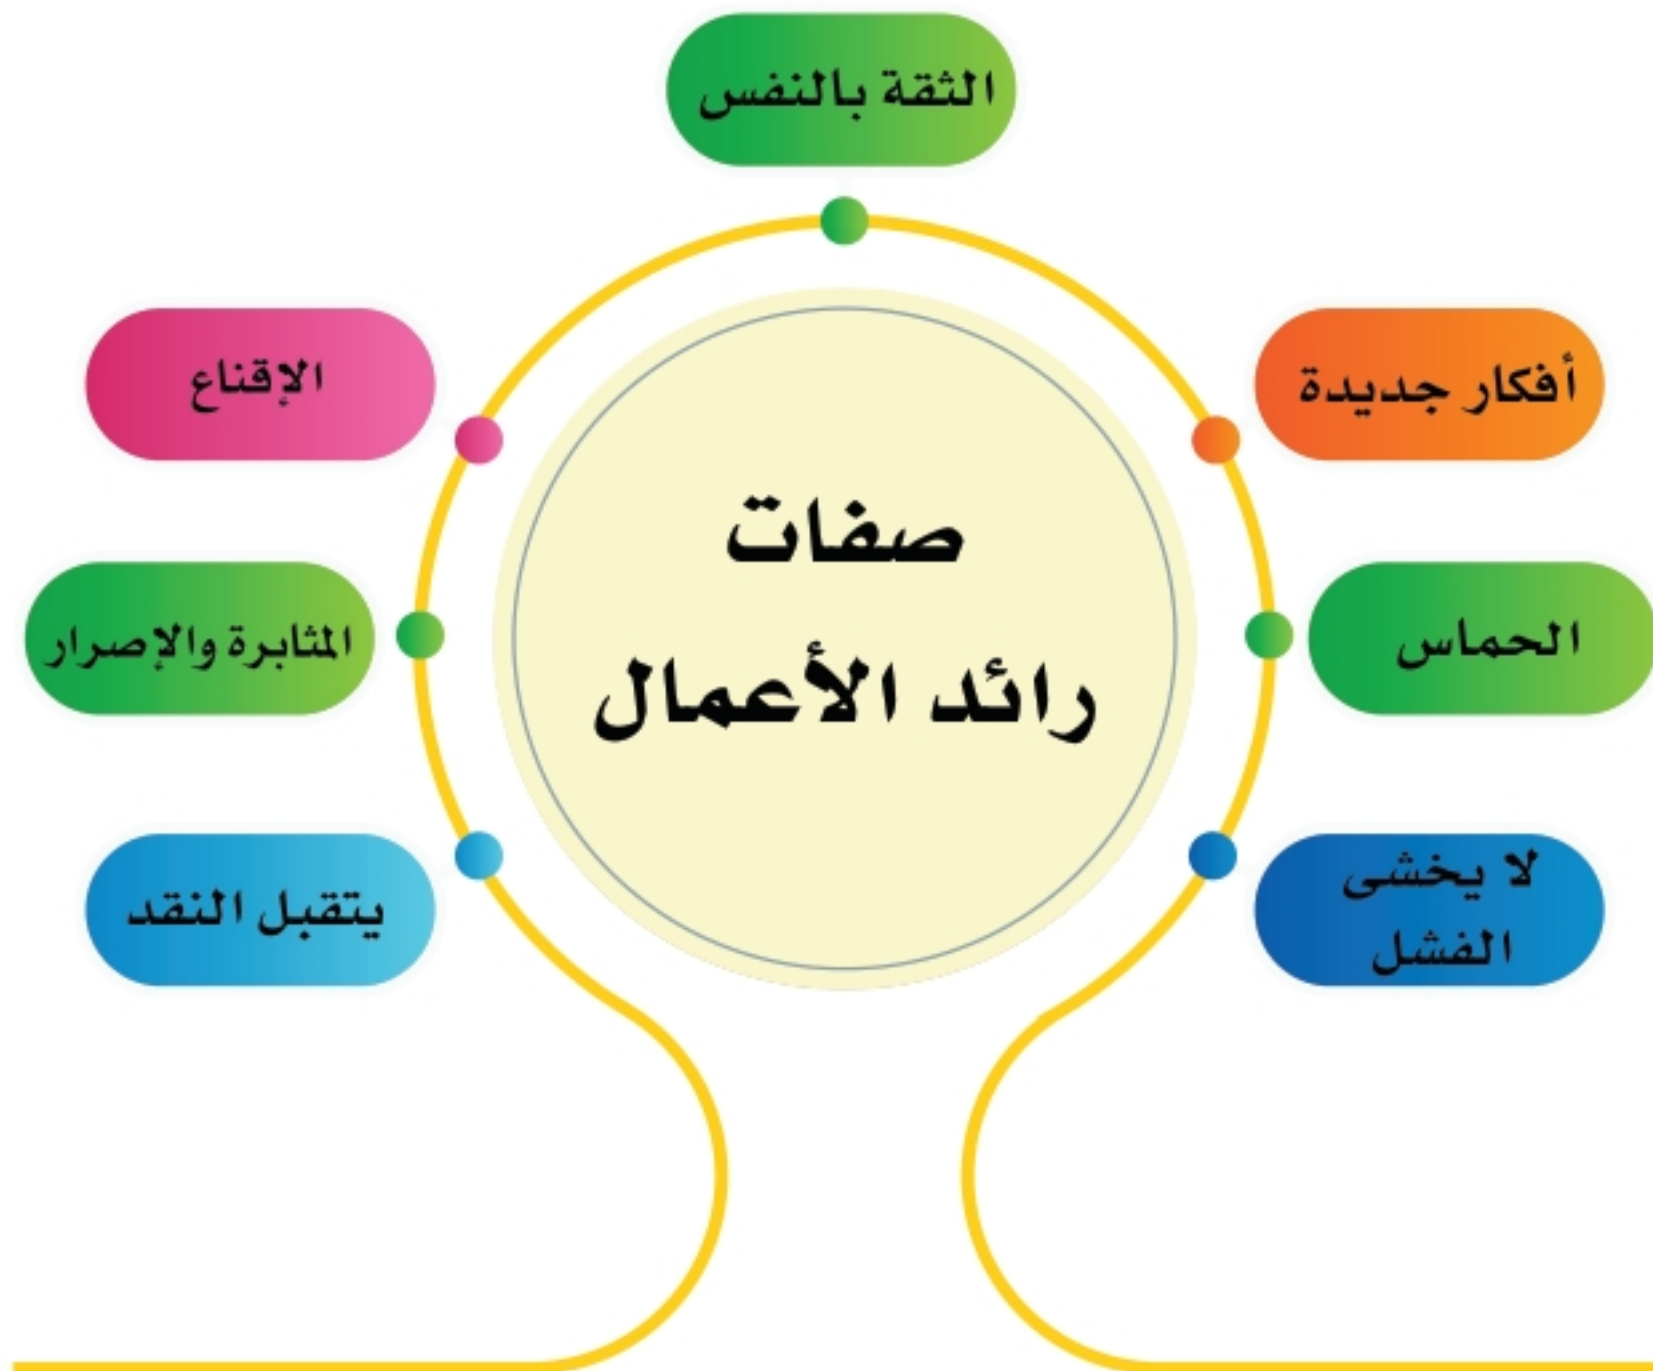 الثقة بالنفس
أفكار جديدة
الإقناع
صفات
رائد الأعمال
الحماس
المثابرة والإصرار
لا يخشى
الفشل
يتقبل النقد